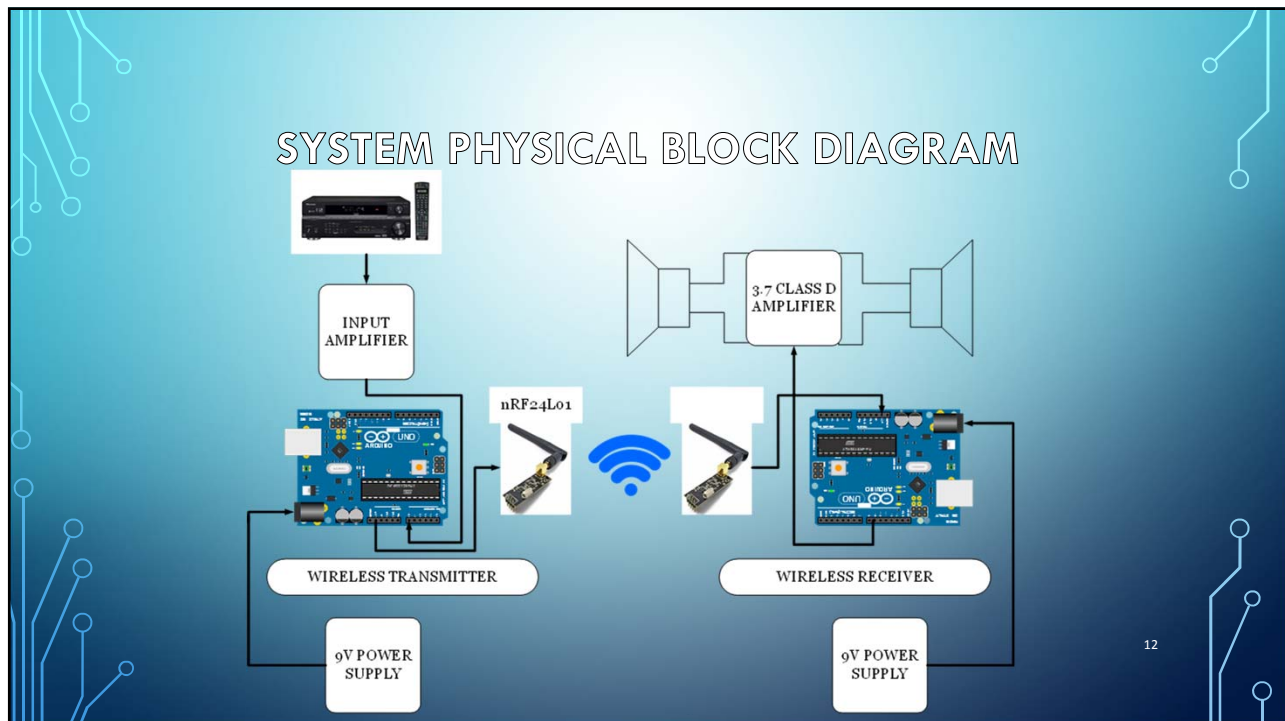 SYSTEM PHYSICAL BLOCK DIAGRAM
INPUT
AMPLIFIER
3.7 CLASS D
AMPLIFIER
nRF24L01
UNO
ARDUINO
UNO
ARDUINO
WIRELESS TRANSMITTER
WIRELESS RECEIVER
9V POWER
SUPPLY
9V POWER
SUPPLY
12